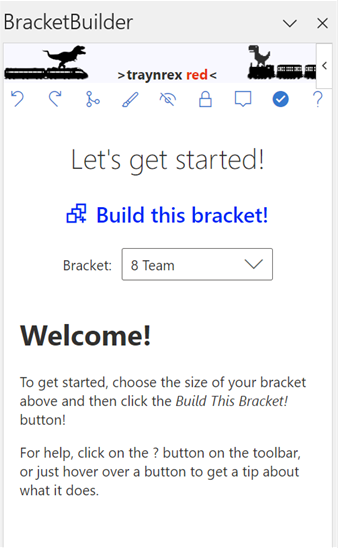 BracketBuilder
>traynrex red<
?
Let's get started!
Build this bracket!
Bracket: 8 Team
Welcome!
To get started, choose the size of your bracket
above and then click the Build This Bracket!
button!
For help, click on the ? button on the toolbar,
or just hover over a button to get a tip about
what it does.